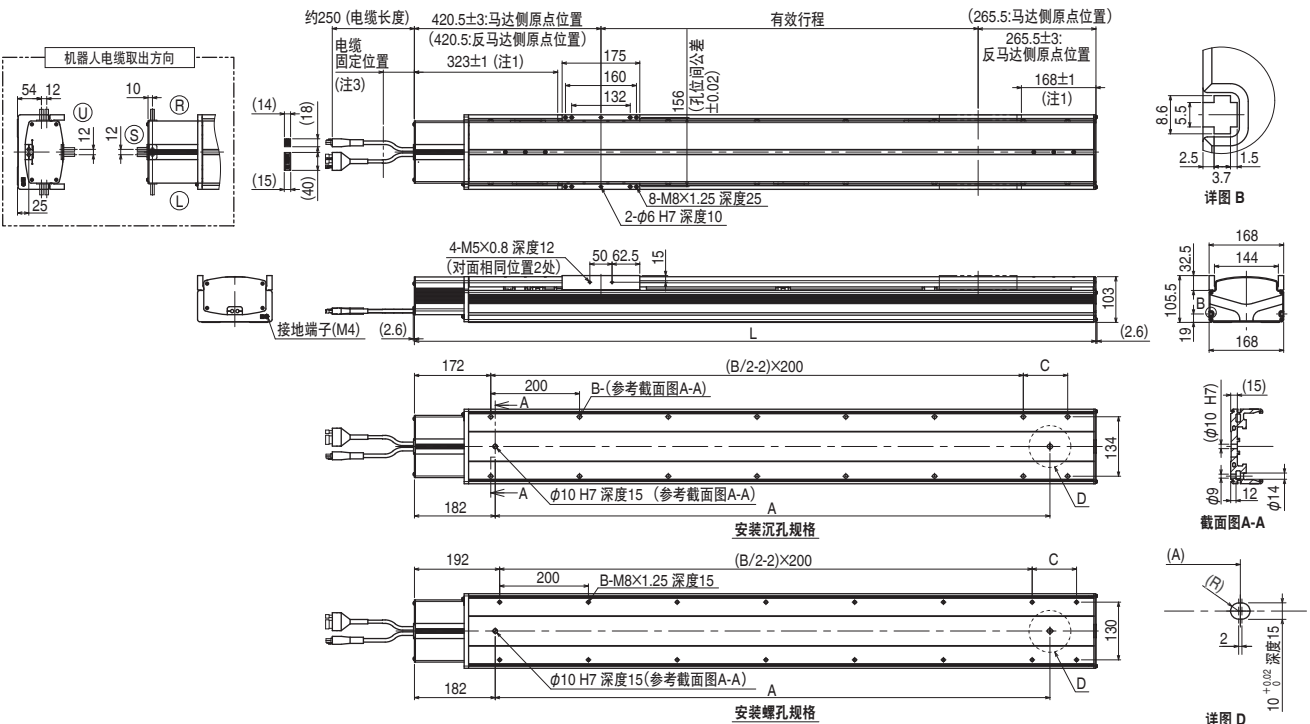 约250 (电缆长度)
420.5±3:马达侧原点位置
(420.5:反马达侧原点位置)
有效行程
(265.5:马达侧原点位置)
265.5±3:
反马达侧原点位置
电缆
固定位置
(注3)
323±1 (注1)
175
160
132
156
(孔位间公差
±0.02)
168±1
(注1)
机器人电缆取出方向
54
12
U
12
25
10
R
12
S
L
(14)
(18)
(15)
(40)
8-M8×1.25 深度25
2-φ6 H7 深度10
8.6
5.5
2.5
1.5
3.7
详图 B
4-M5×0.8 深度12
(对面相同位置2处)
50
62.5
15
103
接地端子(M4)
(2.6)
L
(2.6)
168
144
32.5
105.5
B
19
168
172
(B/2-2)×200
C
200
B-(参考截面图A-A)
A
134
A
φ10 H7 深度15 (参考截面图A-A)
D
182
A
安装沉孔规格
(φ10 H7)
(15)
φ9
12
φ14
截面图A-A
192
(B/2-2)×200
C
200
B-M8×1.25 深度15
130
φ10 H7 深度15(参考截面图A-A)
D
182
A
安装螺孔规格
(A)
(R)
2
10 +0.02 0 深度15
详图 D